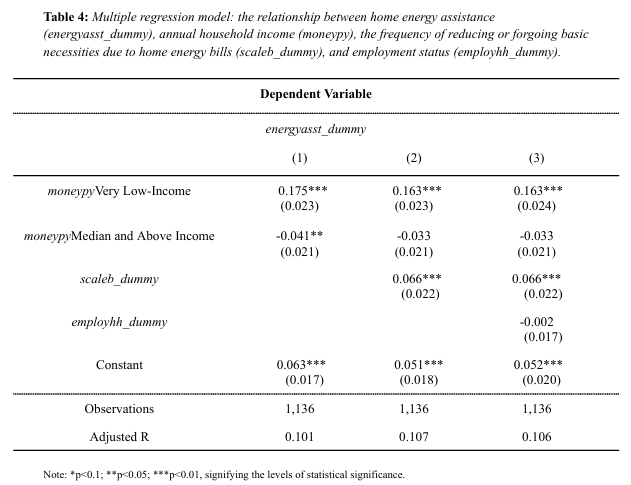 Table 4: Multiple regression model: the relationship between home energy assistance
(energyasst_dummy), annual household income (moneypy), the frequency of reducing or forgoing basic
necessities due to home energy bills (scaleb_dummy), and employment status (employhh_dummy).
Dependent Variable
energyasst_dummy
(1) (2) (3)
moneypyVery Low-Income 0.175*** 0.163*** 0.163***
(0.023) (0.023) (0.024)
moneypyMedian and Above Income -0.041** -0.033 -0.033
(0.021) (0.021) (0.021)
scaleb_dummy 0.066*** 0.066***
(0.022) (0.022)
employhh_dummy -0.002
(0.017)
Constant 0.063*** 0.051*** 0.052***
(0.017) (0.018) (0.020)
Observations 1,136 1,136 1,136
Adjusted R 0.101 0.107 0.106
Note: *p<0.1; **p<0.05; ***p<0.01, signifying the levels of statistical significance.